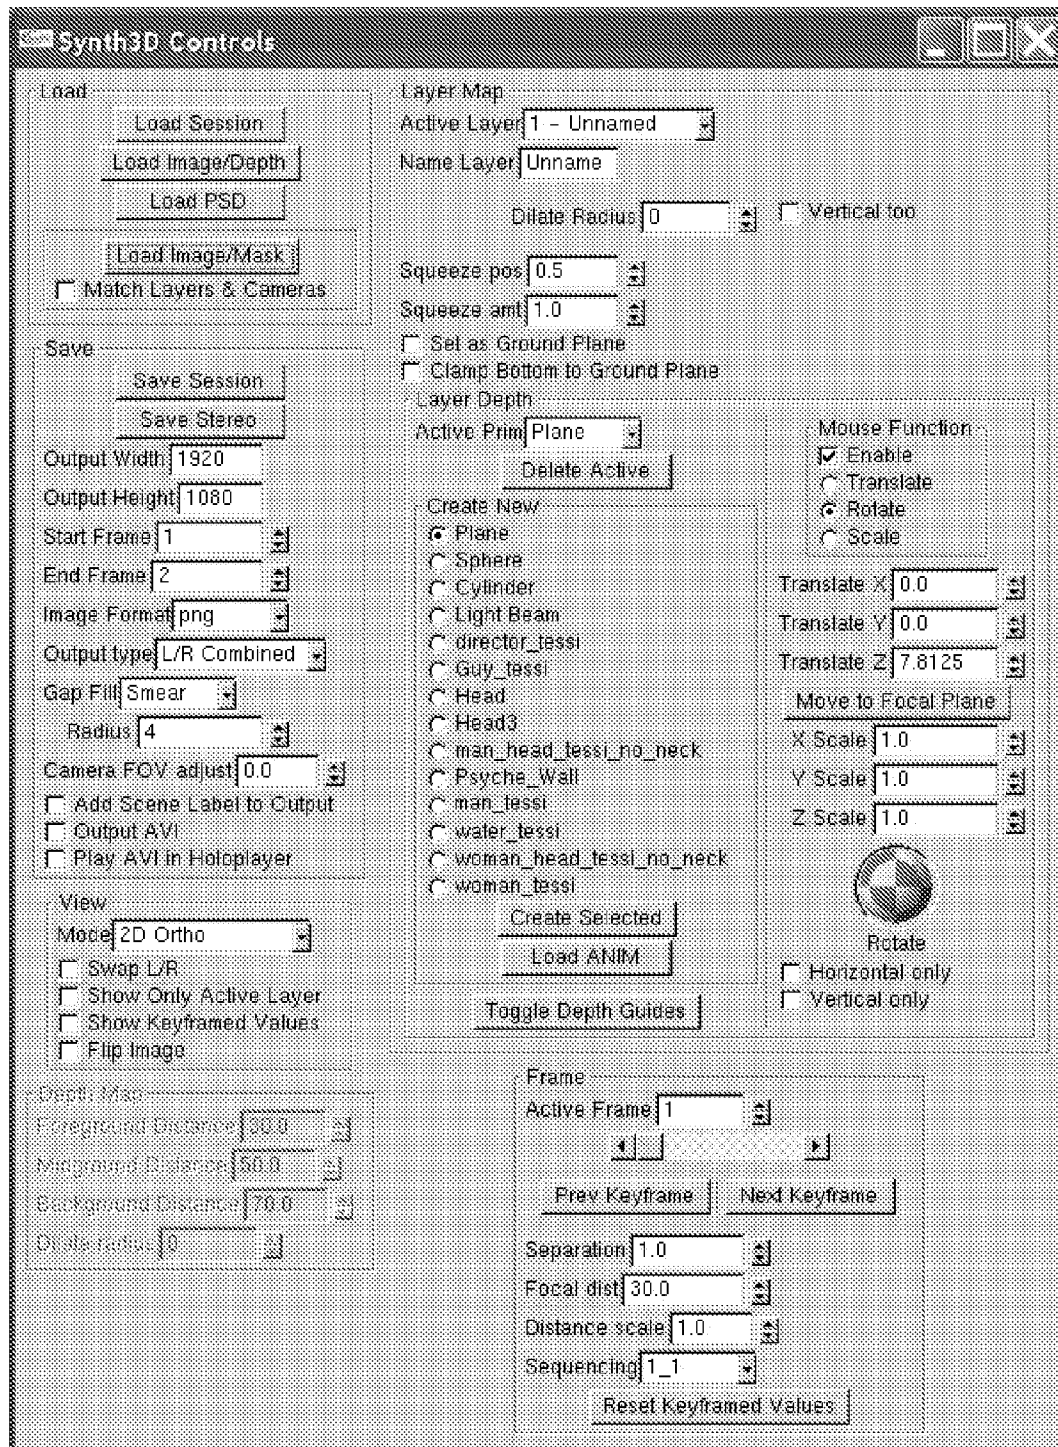 Synth3D Controls
Load
Load Session
Load Image/Depth
Load PSD
Load Image/Mask
Match Layers & Cameras
Save
Save Session
Save Stereo
Output Width 1920
Output Height 1080
Start Frame 1
End Frame 2
Image Format png
Output type L/R Combined
Gap Fill Smear
Radius 4
Camera FOV adjust 0.0
Add Scene Label to Output
Output AVI
Play AVI in Holoplayer
View
Mode 2D Ortho
Swap L/R
Show Only Active Layer
Show Keyframed Values
Flip Image
Depth Map
Foreground Distance 30.0
Midground Distance 50.0
Background Distance 70.0
Dilate radius 0
Layer Map
Active Layer 1 - Unnamed
Name Layer Unname
Dilate Radius 0
Vertical too
Squeeze pos 0.5
Squeeze amt 1.0
Set as Ground Plane
Clamp Bottom to Ground Plane
Layer Depth
Active Prim Plane
Delete Active
Create New
Plane
Sphere
Cylinder
Light Beam
director_tessi
Guy_tessi
Head
Head3
man_head_tessi_no_neck
Psyche_Wall
man_tessi
water_tessi
woman_head_tessi_no_neck
woman_tessi
Create Selected
Load ANIM
Toggle Depth Guides
Mouse Function
Enable
Translate
Rotate
Scale
Translate X 0.0
Translate Y 0.0
Translate Z 7.8125
Move to Focal Plane
X Scale 1.0
Y Scale 1.0
Z Scale 1.0
Rotate
Horizontal only
Vertical only
Frame
Active Frame 1
Prev Keyframe Next Keyframe
Separation 1.0
Focal dist 30.0
Distance scale 1.0
Sequencing 1_1
Reset Keyframed Values